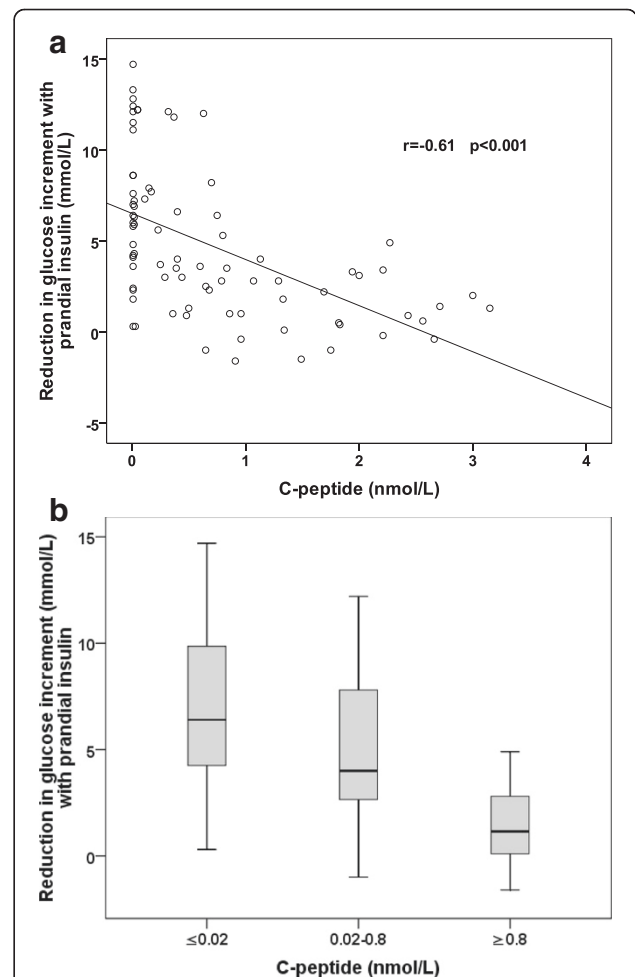 a
Reduction in glucose increment with
prandial insulin (mmol/L)
15
10
5
0
-5
r=-0.61 p<0.001
0 1 2 3 4
C-peptide (nmol/L)
b
Reduction in glucose increment (mmol/L)
with prandial insulin
15
10
5
0
≤0.02 0.02-0.8 ≥0.8
C-peptide (nmol/L)